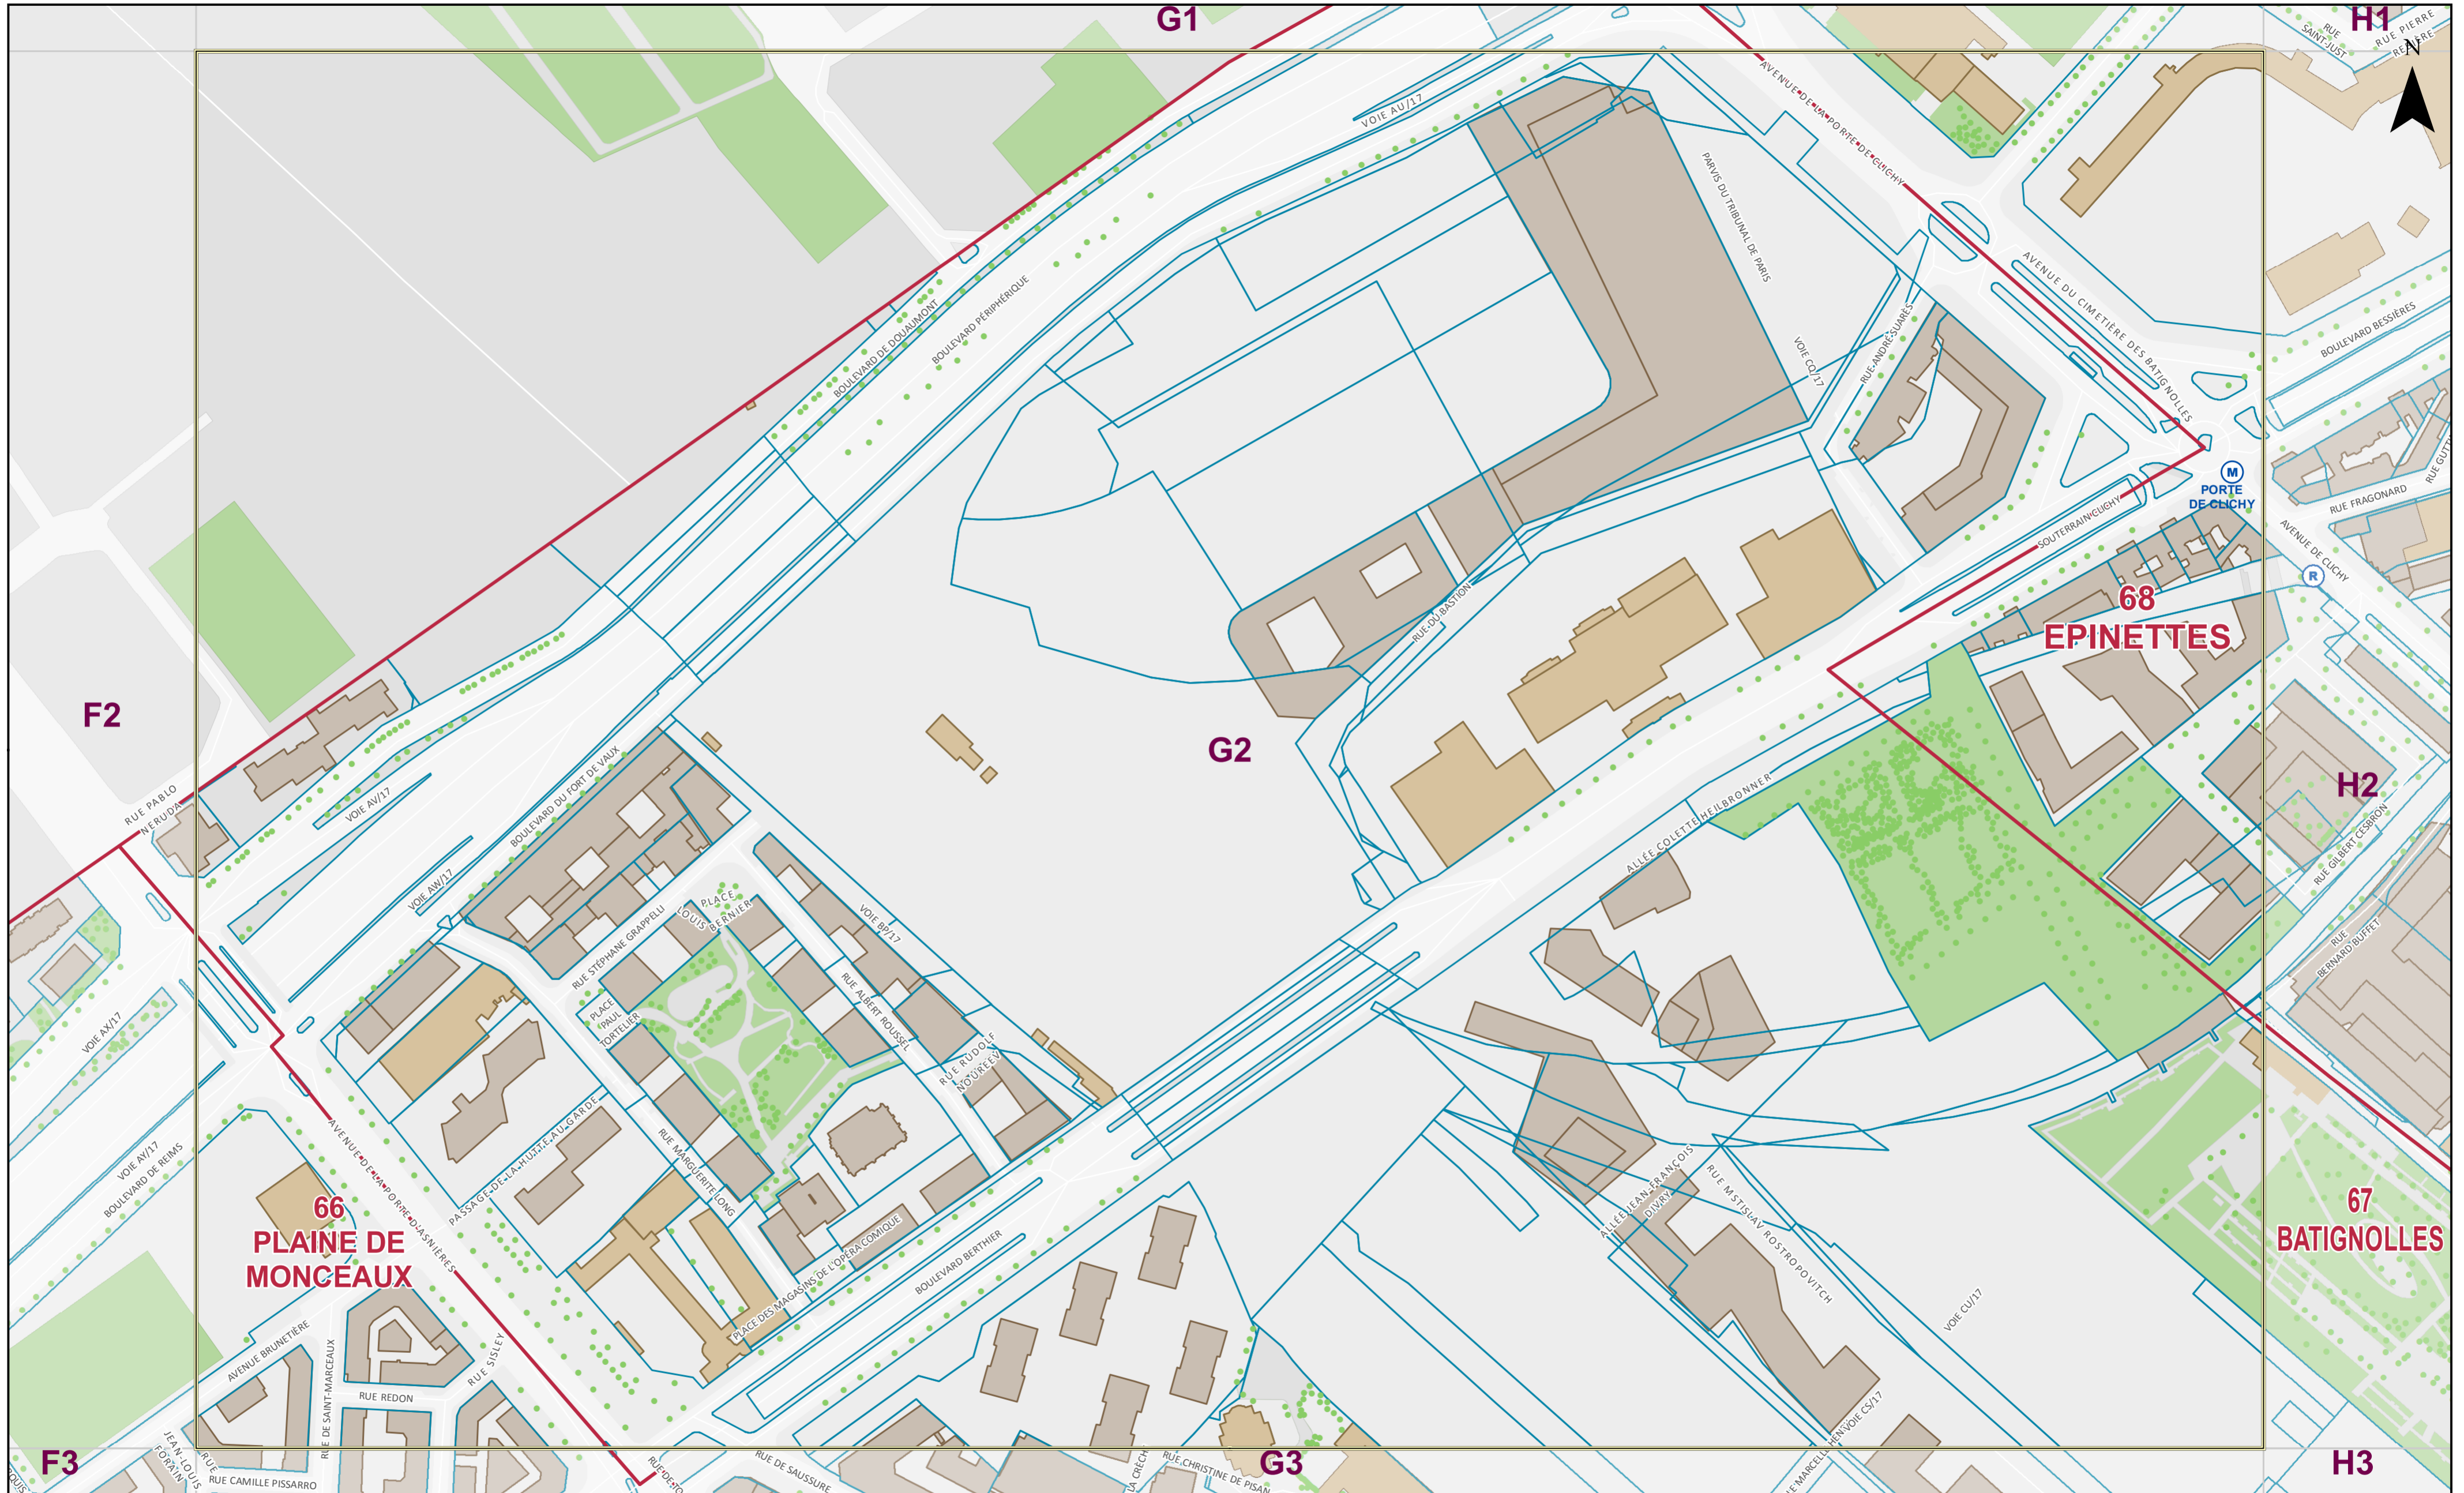 G1
H1
RUE
SAINT-JUST
RUE PIERRE
REBIÈRE
N
VOIE AU/17
AVENUE DE LA PORTE DE CLICHY
PARVIS DU TRIBUNAL DE PARIS
AVENUE DU CIMETIÈRE DES BATIGNOLLES
BOULEVARD BESSIÈRES
BOULEVARD DE DOUAUMONT
BOULEVARD PÉRIPHÉRIQUE
VOIE CQ/17
RUE ANDRÉ SUARÈS
M
PORTE
DE CLICHY
RUE FRAGONARD
SOUTERRAIN CLICHY
AVENUE DE CLICHY
R
68
EPINETTES
RUE DU BASTION
F2
G2
H2
RUE PABLO
NERUDA
VOIE AV/17
BOULEVARD DU FORT DE VAUX
ALLÉE COLETTE HEILBRONNER
RUE GILBERT CESBRON
RUE
BERNARD BUFFET
VOIE AW/17
PLACE
LOUIS BERNIER
RUE STÉPHANE GRAPPELLI
VOIE BP/17
RUE ALBERT ROUSSEL
PLACE
PAUL
TORTELIER
VOIE AX/17
RUE RUDOLF
NOUREEV
VOIE AY/17
BOULEVARD DE REIMS
AVENUE DE LA PORTE D'ASNIÈRES
PASSAGE DE LA HUTTE AU GARDE
RUE MARGUERITE LONG
66
PLAINE DE
MONCEAUX
PLACE DES MAGASINS DE L'OPÉRA COMIQUE
BOULEVARD BERTHIER
ALLÉE JEAN-FRANÇOIS
DIVRY
RUE MSTISLAV ROSTROPOVITCH
VOIE CU/17
67
BATIGNOLLES
AVENUE BRUNETIÈRE
RUE DE SAINT-MARCEAUX
RUE REDON
RUE SISLEY
VOIE CS/17
F3
JEAN-LOUIS
FORAIN
RUE
RUE CAMILLE PISSARRO
RUE DE SAUSSURE
LA CRÈCHE
RUE CHRISTINE DE PISAN
G3
H3